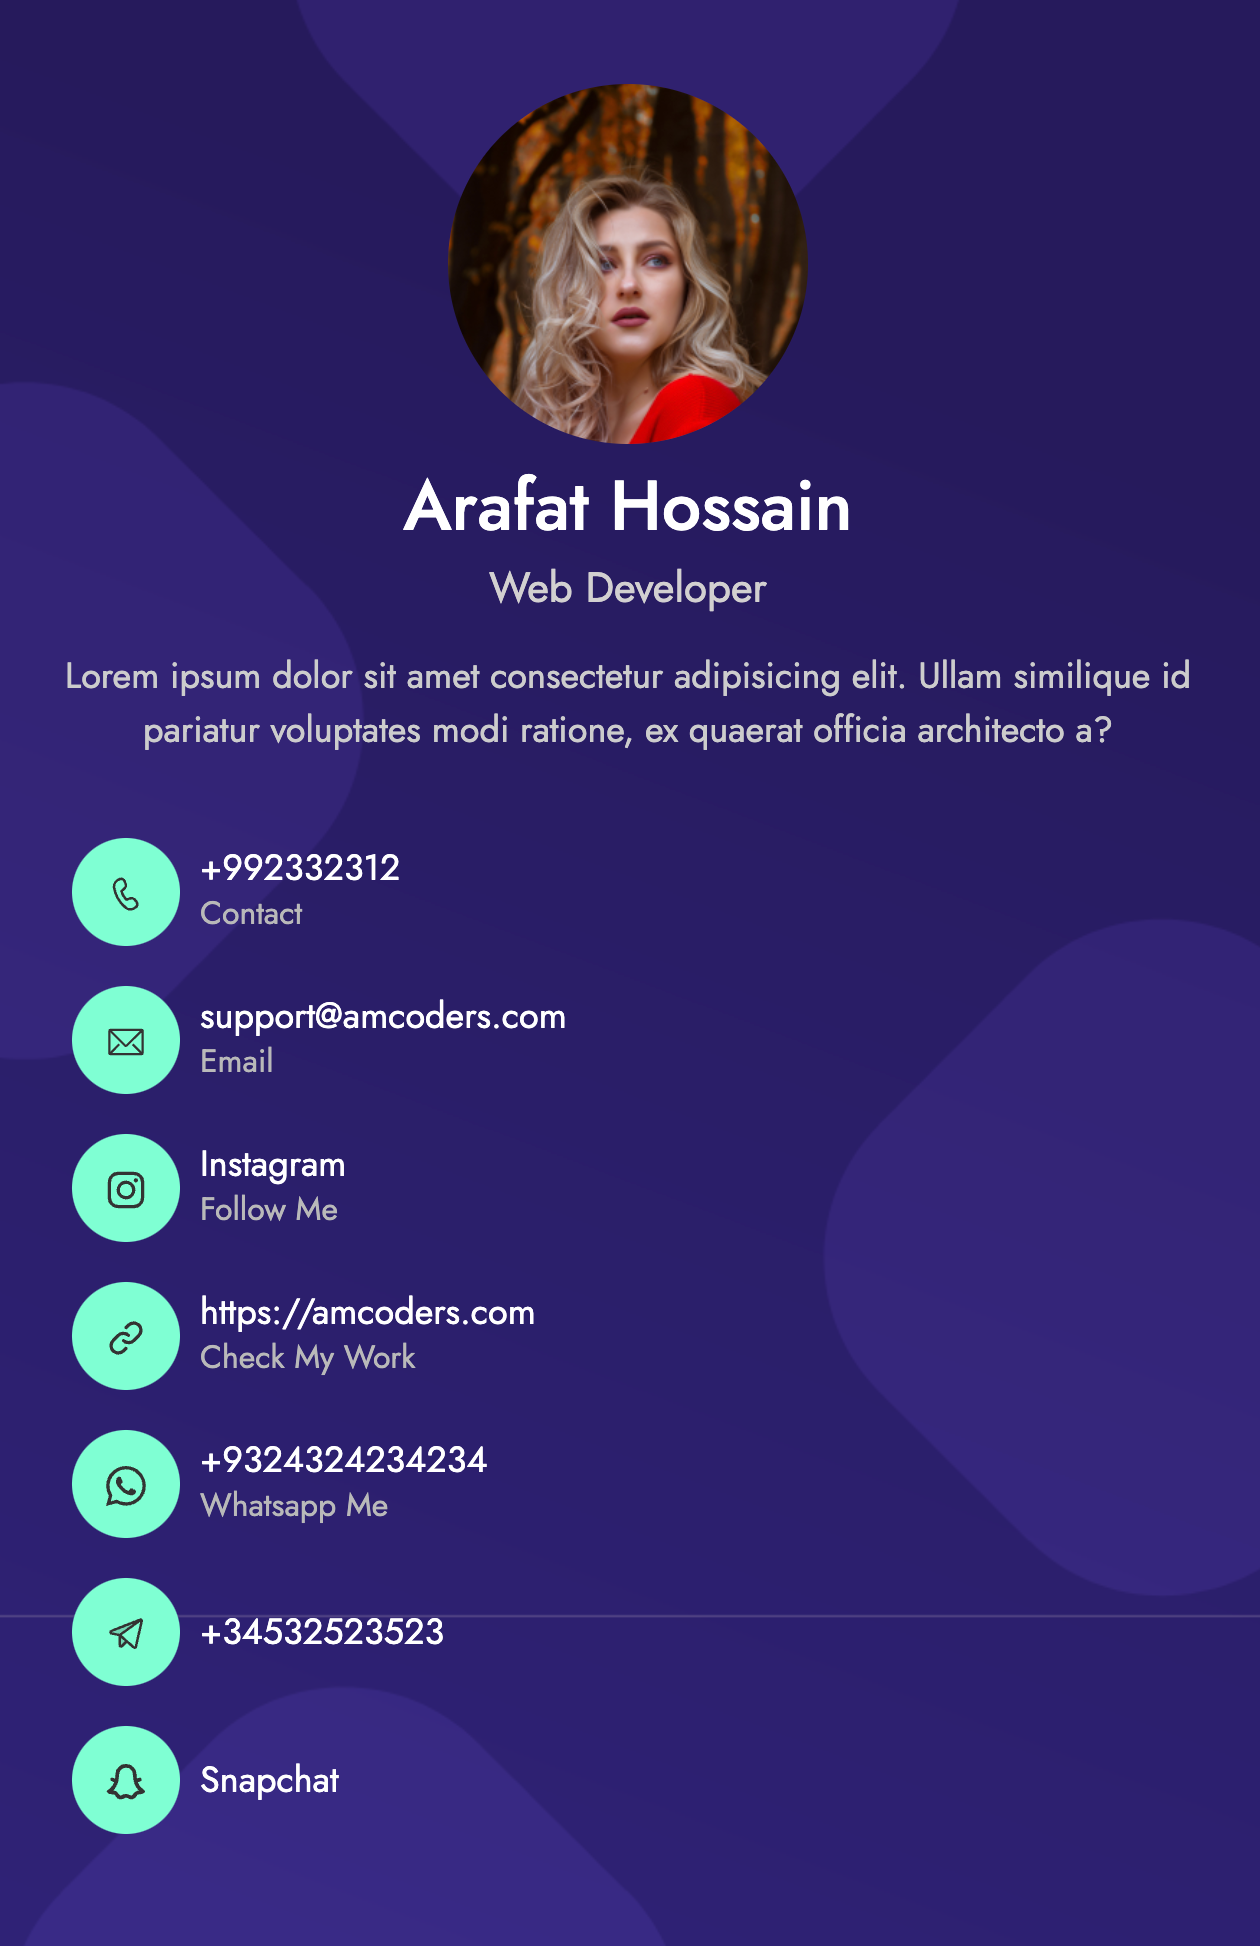 Arafat Hossain
Web Developer
Lorem ipsum dolor sit amet consectetur adipisicing elit. Ullam similique id
pariatur voluptates modi ratione, ex quaerat officia architecto a?
+992332312
Contact
support@amcoders.com
Email
Instagram
Follow Me
https://amcoders.com
Check My Work
+9324324234234
Whatsapp Me
+34532523523
Snapchat